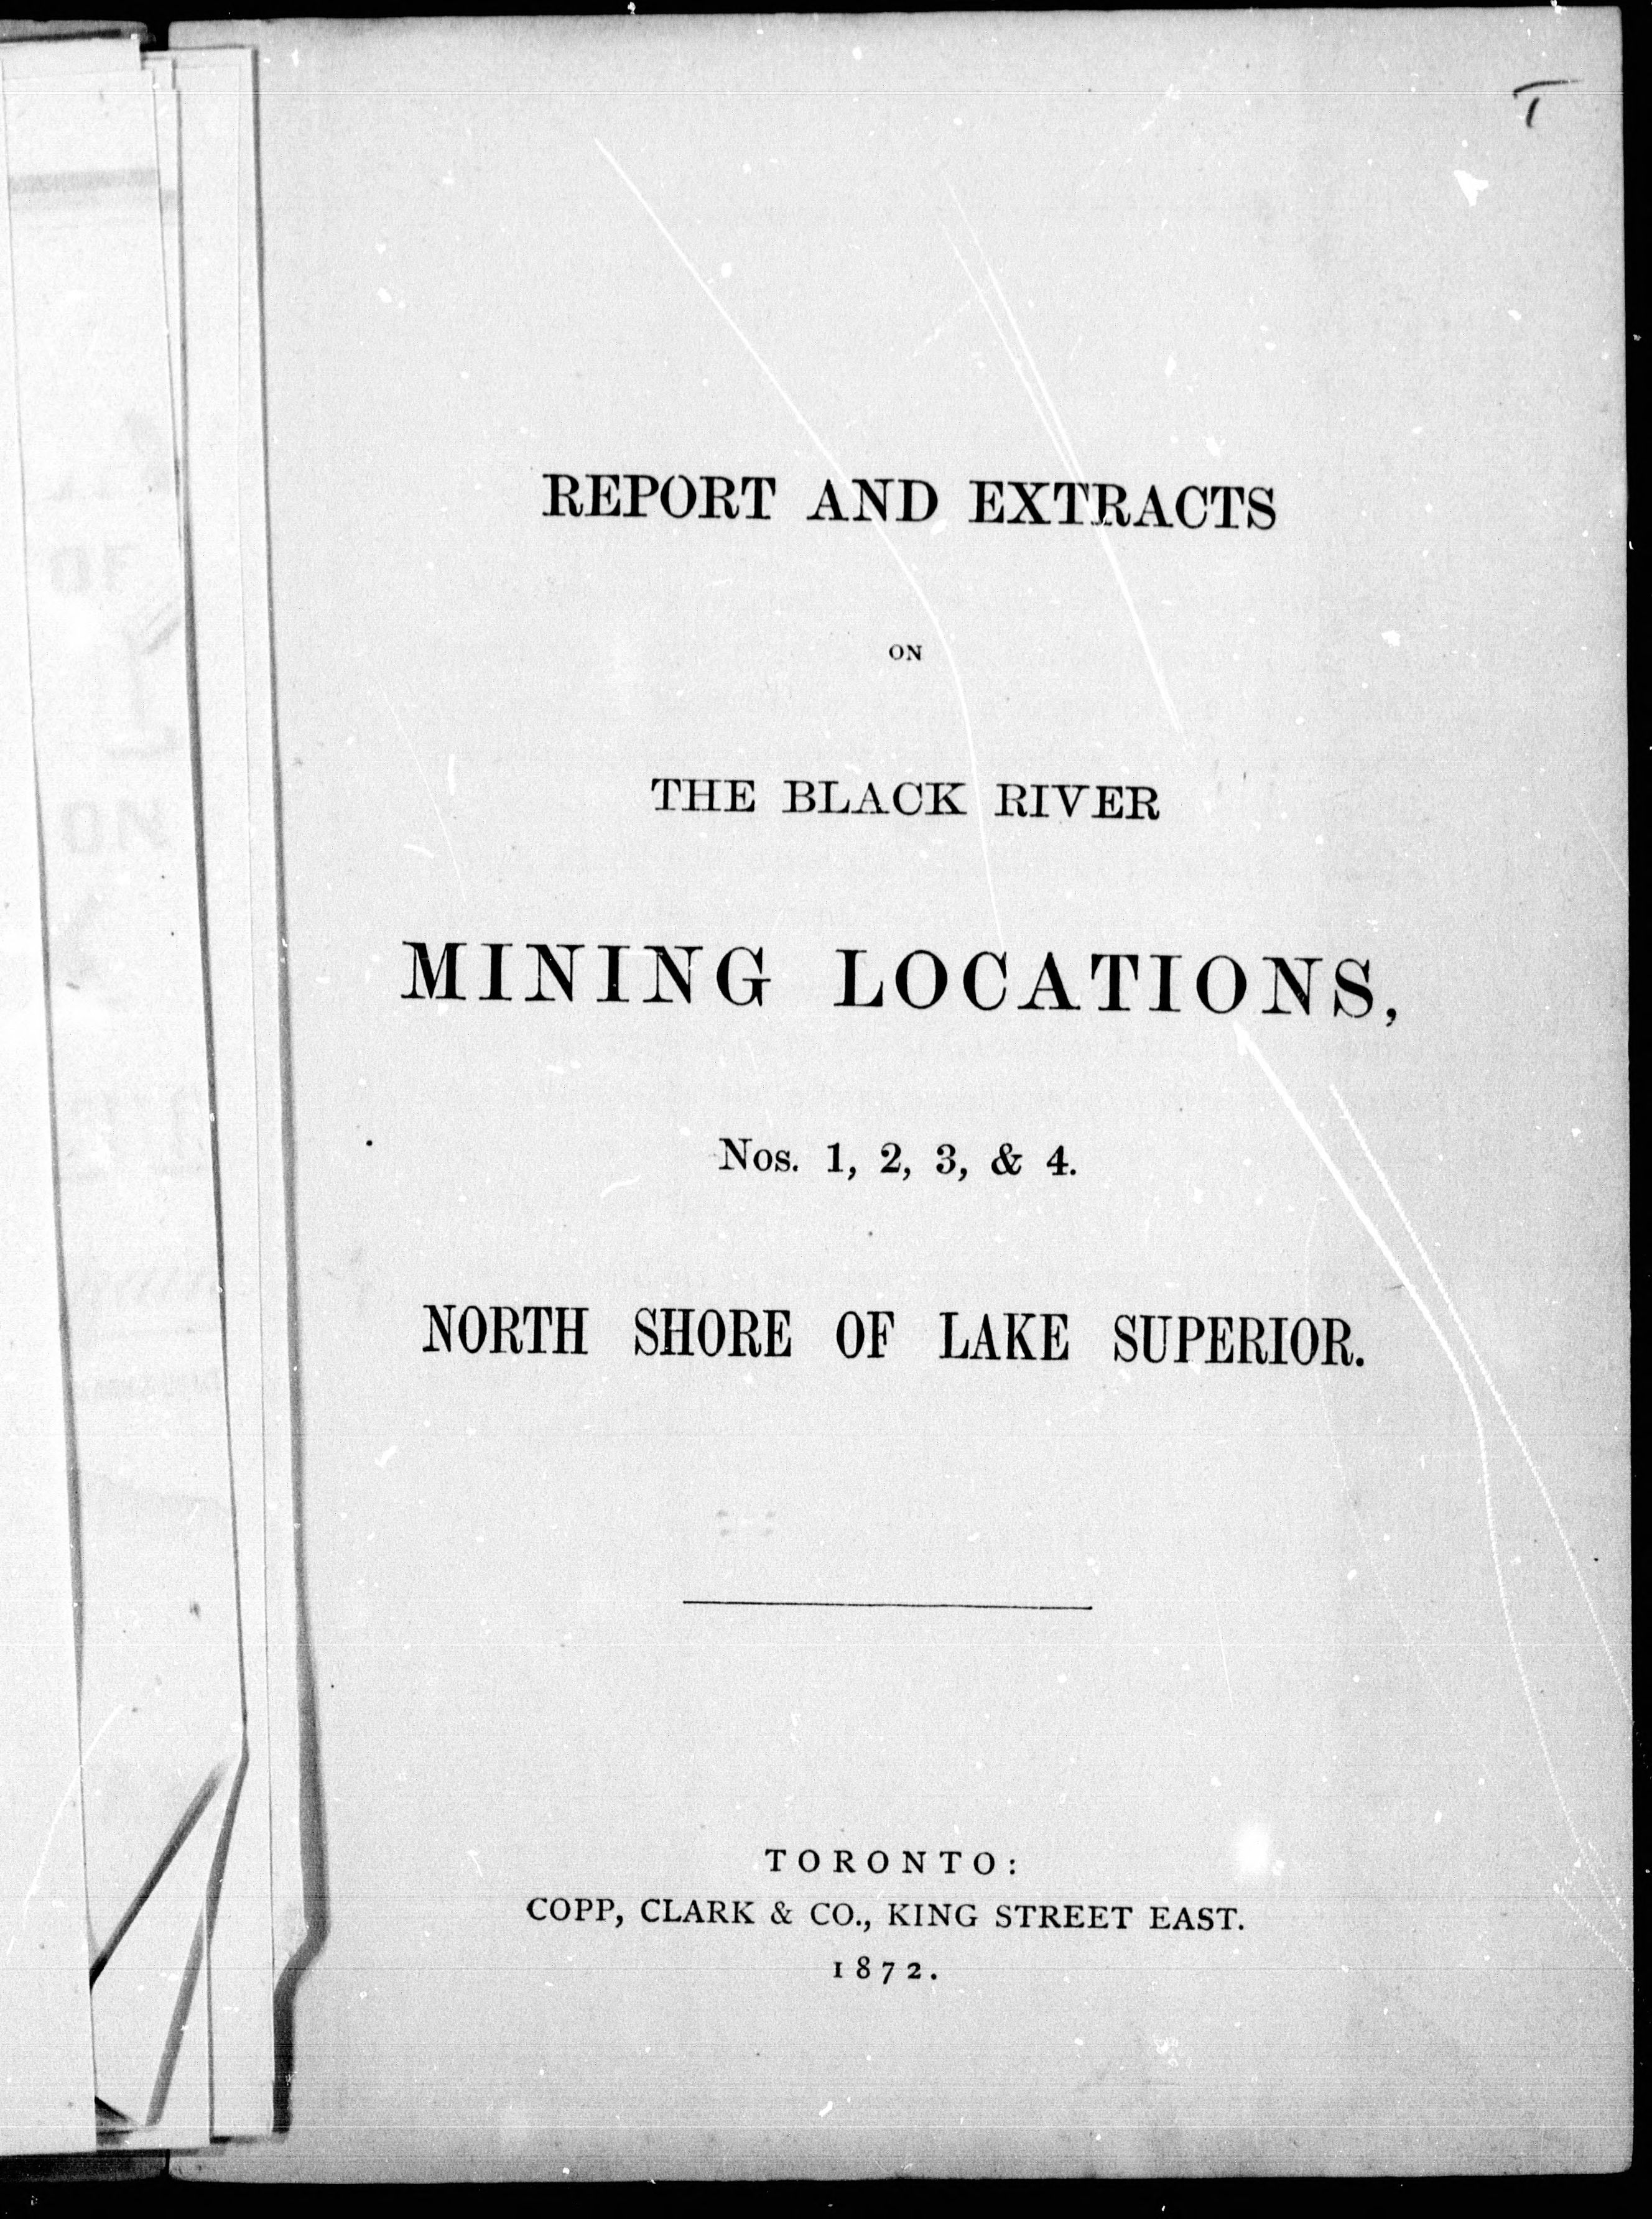 REPORT AND EXTRACTS
ON
THE BLACK RIVER
MINING LOCATIONS,
Nos. 1, 2, 3, & 4.
NORTH SHORE OF LAKE SUPERIOR.
TORONTO:
COPP, CLARK & CO., KING STREET EAST.
1872.